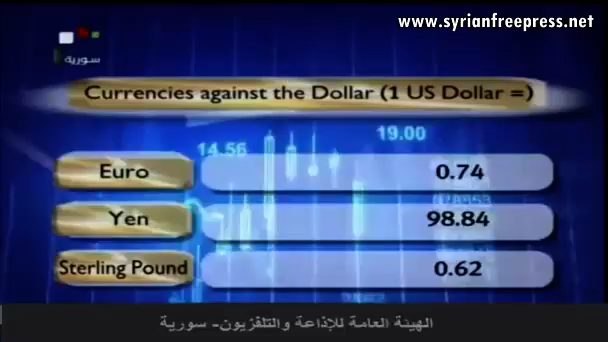 www.syrianfreepress.net
سورية
Currencies against the Dollar (1 US Dollar =)
14.56
19.00
Euro 0.74
Yen 98.84
Sterling Pound 0.62
الهيئة العامة للإذاعة والتلفزيون- سورية